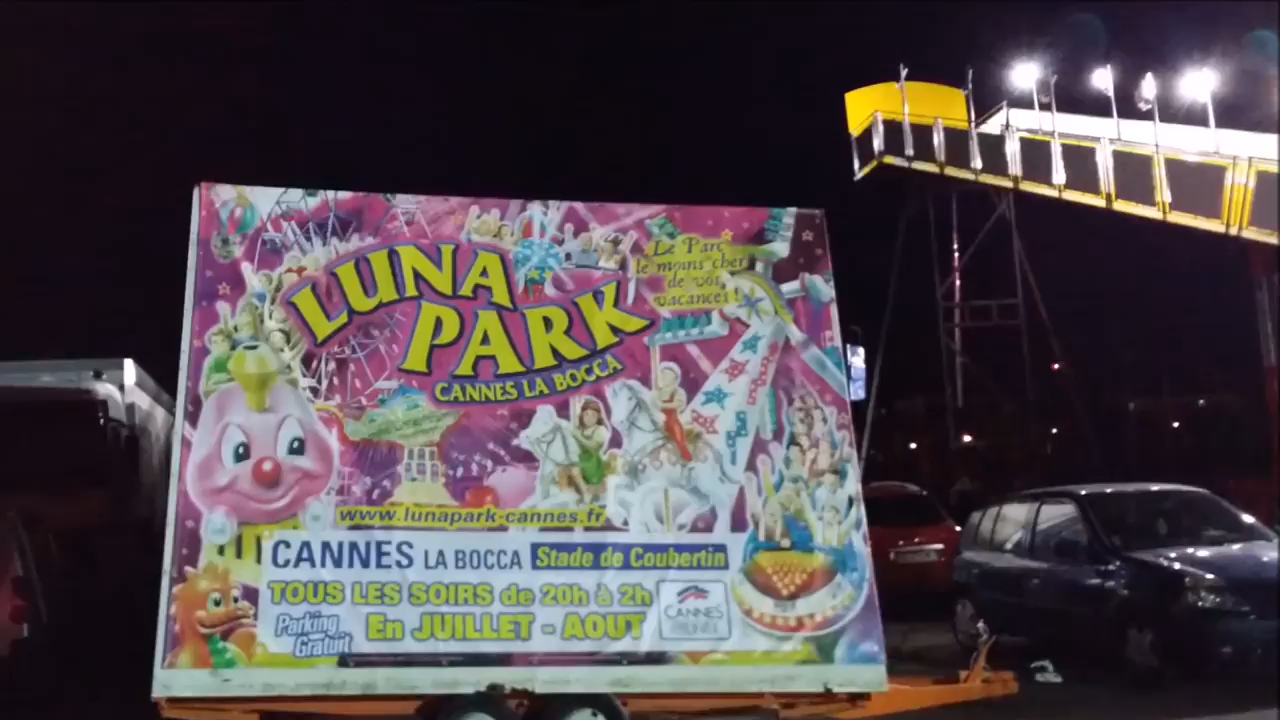 LUNA
PARK
CANNES LA BOCCA
Le Parc
le moins cher
de vos
vacances !
www.lunapark-cannes.fr
CANNES LA BOCCA Stade de Coubertin
TOUS LES SOIRS de 20h à 2h
Parking
Gratuit
En JUILLET - AOUT
CANNES